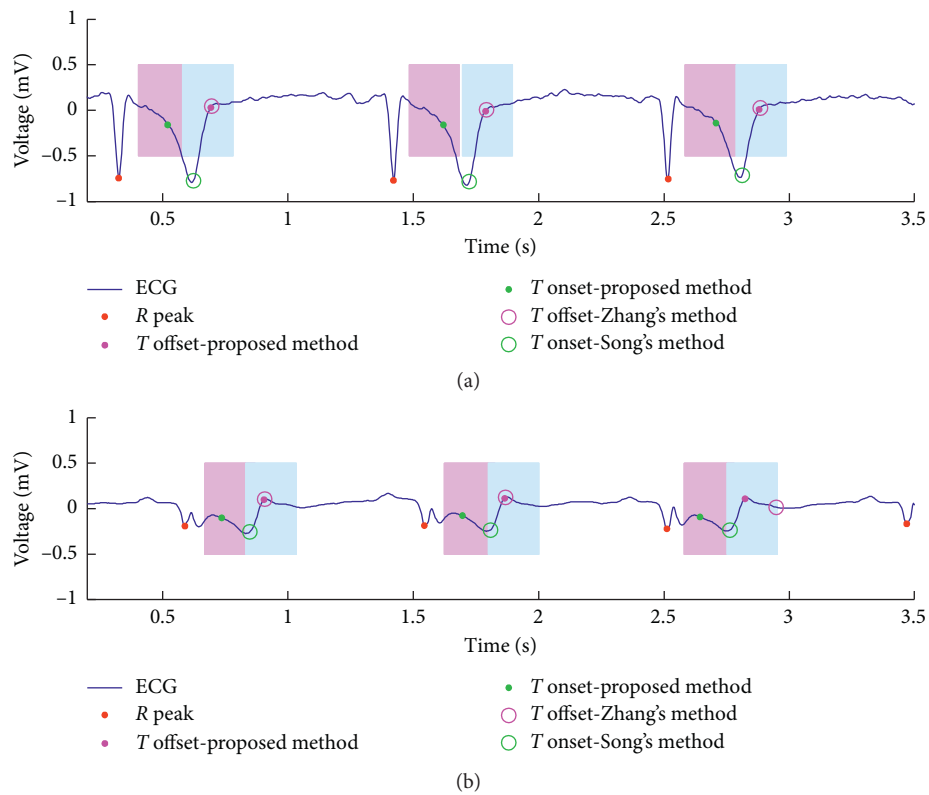 1
0.5
0
−0.5
−1
Voltage (mV)
0.5 1 1.5 2 2.5 3 3.5
Time (s)
ECG
R peak
T offset-proposed method
T onset-proposed method
T offset-Zhang's method
T onset-Song's method
(a)
1
0.5
0
−0.5
−1
Voltage (mV)
0.5 1 1.5 2 2.5 3 3.5
Time (s)
ECG
R peak
T offset-proposed method
T onset-proposed method
T offset-Zhang's method
T onset-Song's method
(b)